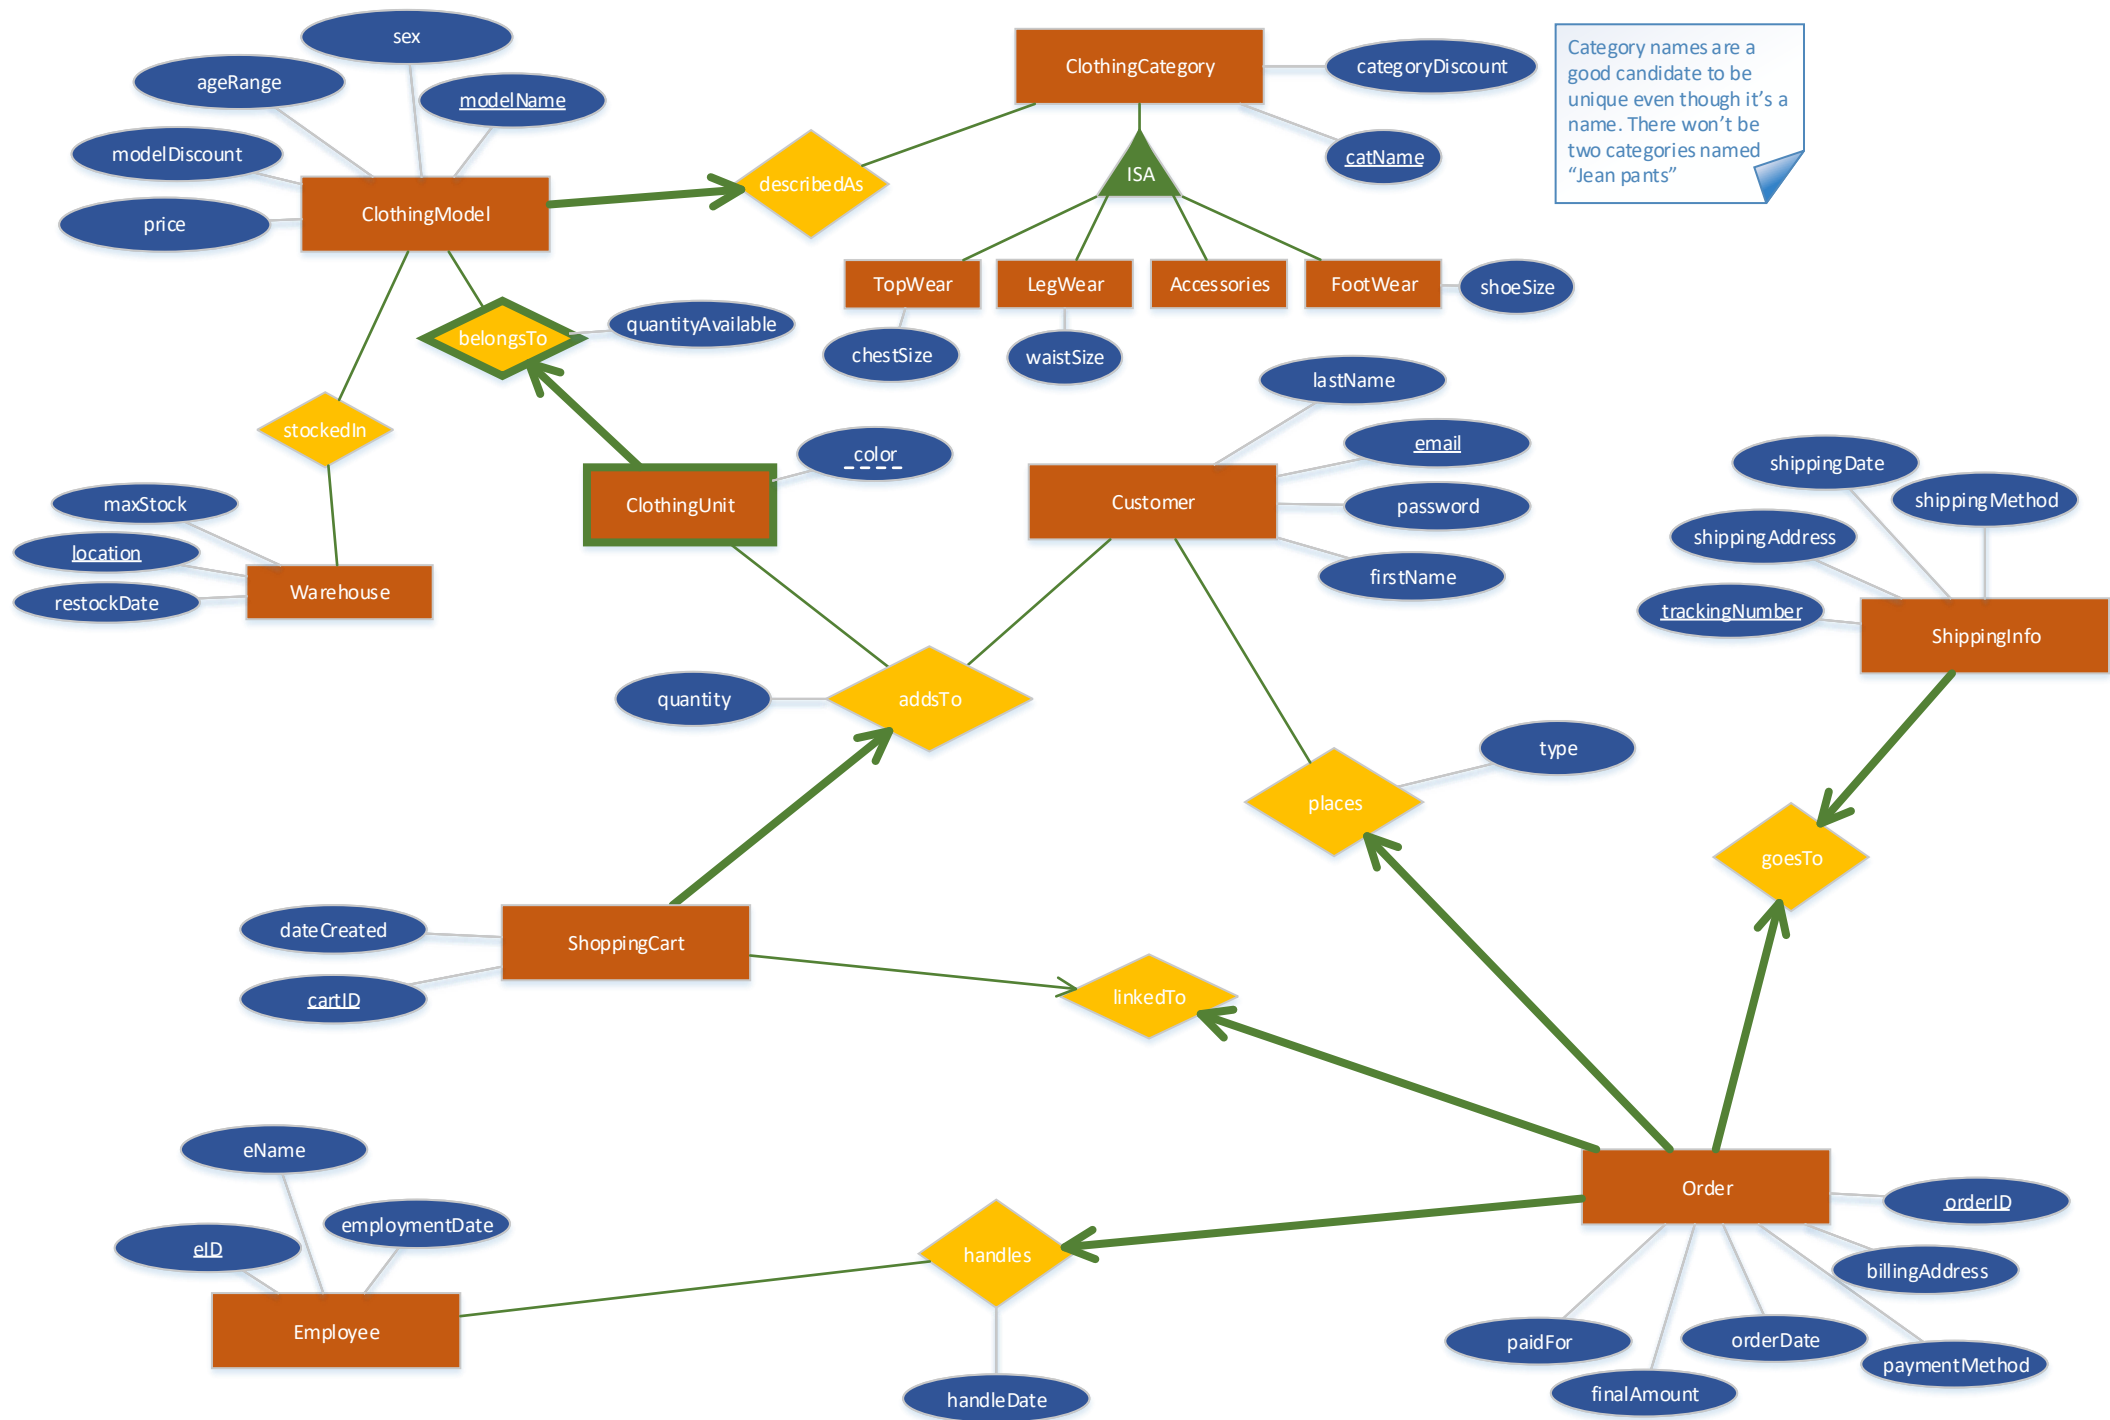 sex
ClothingCategory
categoryDiscount
Category names are a
good candidate to be
unique even though it's a
name. There won't be
two categories named
“Jean pants”
ageRange
modelName
modelDiscount
catName
ISA
describedAs
ClothingModel
price
TopWear
LegWear
Accessories
FootWear
shoeSize
quantityAvailable
belongsTo
chestSize
waistSize
lastName
stockedIn
color
email
shippingDate
maxStock
ClothingUnit
Customer
password
shippingMethod
shippingAddress
location
restockDate
Warehouse
firstName
trackingNumber
ShippingInfo
quantity
addsTo
type
places
goesTo
dateCreated
ShoppingCart
cartID
linkedTo
eName
Order
orderID
employmentDate
eID
handles
billingAddress
Employee
paidFor
orderDate
paymentMethod
finalAmount
handleDate